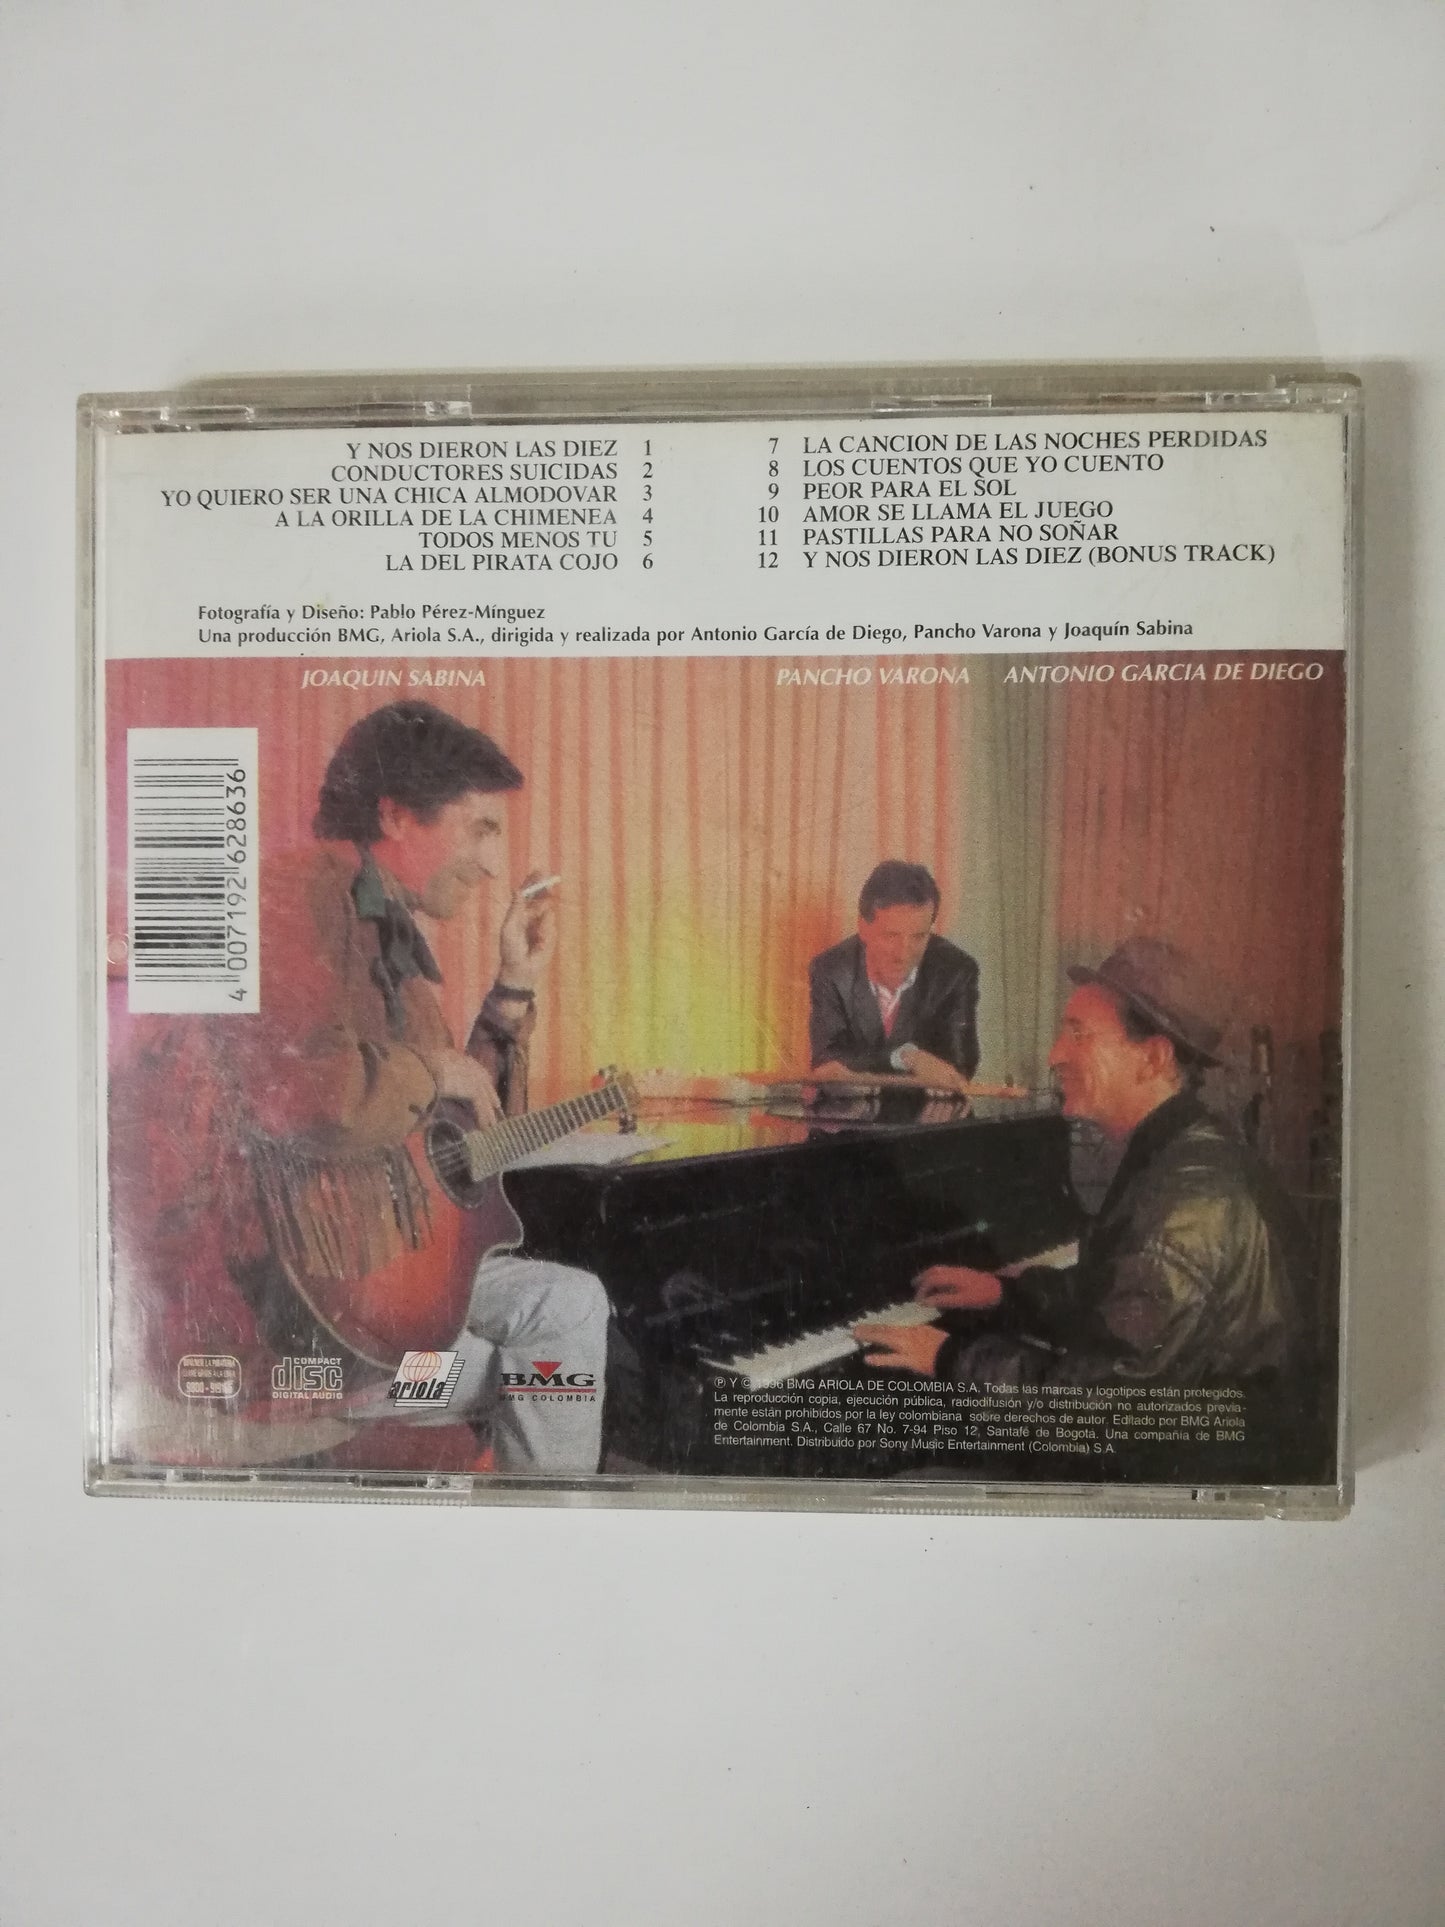 Y NOS DIERON LAS DIEZ 1
CONDUCTORES SUICIDAS 2
YO QUIERO SER UNA CHICA ALMODOVAR 3
A LA ORILLA DE LA CHIMENEA 4
TODOS MENOS TU 5
LA DEL PIRATA COJO 6
7 LA CANCION DE LAS NOCHES PERDIDAS
8 LOS CUENTOS QUE YO CUENTO
9 PEOR PARA EL SOL
10 AMOR SE LLAMA EL JUEGO
11 PASTILLAS PARA NO SOÑAR
12 Y NOS DIERON LAS DIEZ (BONUS TRACK)
Fotografía y Diseño: Pablo Pérez-Mínguez
Una producción BMG, Ariola S.A., dirigida y realizada por Antonio García de Diego, Pancho Varona y Joaquín Sabina
JOAQUIN SABINA PANCHO VARONA ANTONIO GARCIA DE DIEGO
4 007192 628636
COMPACT
disc
DIGITAL AUDIO
ariola
BMG
BMG COLOMBIA
Ⓟ Y © 1996 BMG ARIOLA DE COLOMBIA S.A. Todas las marcas y logotipos están protegidos.
La reproducción copia, ejecución pública, radiodifusión y/o distribución no autorizados previa-
mente están prohibidos por la ley colombiana sobre derechos de autor. Editado por BMG Ariola
de Colombia S.A., Calle 67 No. 7-94 Piso 12, Santafé de Bogotá. Una compañía de BMG
Entertainment. Distribuido por Sony Music Entertainment (Colombia) S.A.